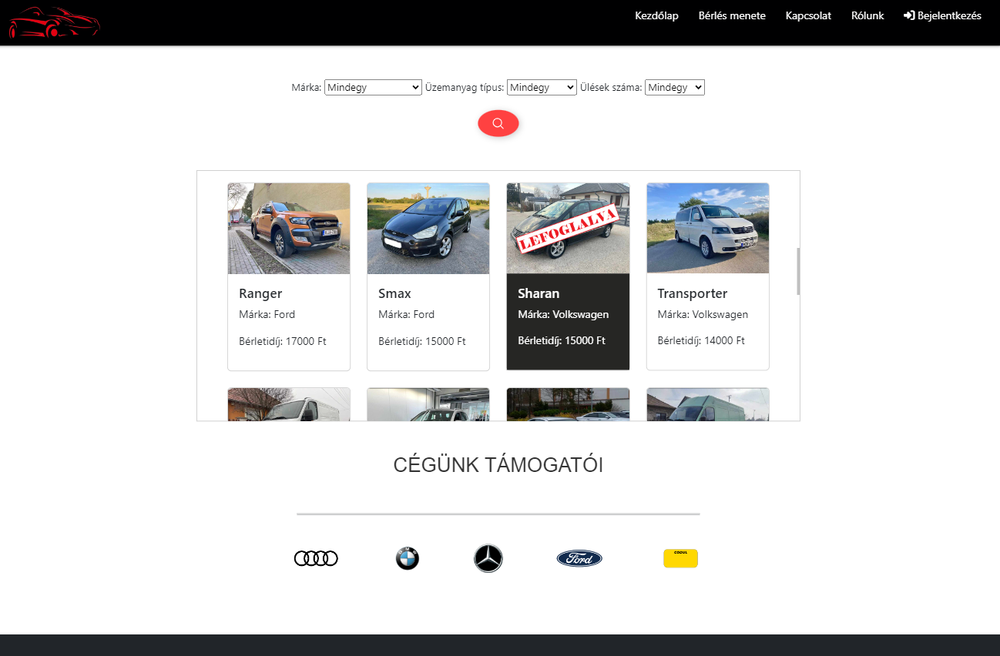 Kezdőlap Bérlés menete Kapcsolat Rólunk Bejelentkezés
Márka: Mindegy Üzemanyag típus: Mindegy Ülések száma: Mindegy
LEFOGLALVA
Ranger
Márka: Ford
Bérletidíj: 17000 Ft
Smax
Márka: Ford
Bérletidíj: 15000 Ft
Sharan
Márka: Volkswagen
Bérletidíj: 15000 Ft
Transporter
Márka: Volkswagen
Bérletidíj: 14000 Ft
CÉGÜNK TÁMOGATÓI
BMW
Ford